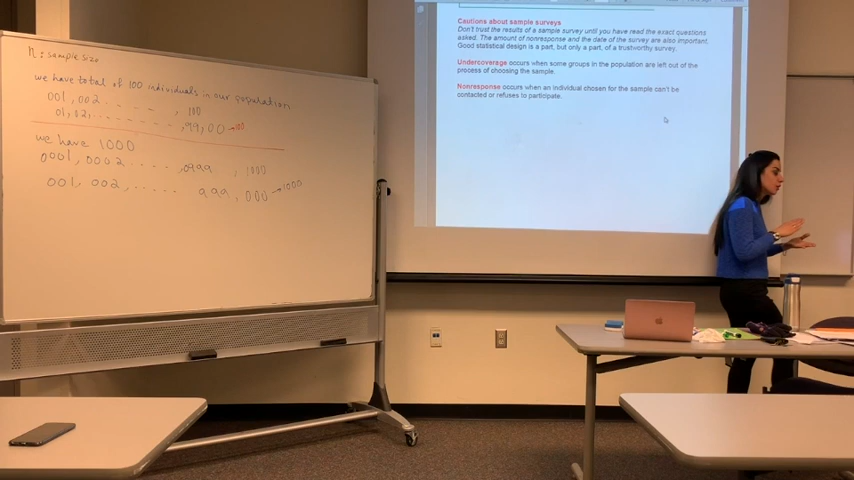 n: sample size
we have total of 100 individuals in our population
001, 002 . . . . . . . , 100
01, 02, . . . . . . . . . , 99, 00 → 100
we have 1000
0001, 0002 . . . . , 0999 , 1000
001, 002, . . . . . . 999, 000 → 1000
Cautions about sample surveys
Don't trust the results of a sample survey until you have read the exact questions
asked. The amount of nonresponse and the date of the survey are also important.
Good statistical design is a part, but only a part, of a trustworthy survey.
Undercoverage occurs when some groups in the population are left out of the
process of choosing the sample.
Nonresponse occurs when an individual chosen for the sample can't be
contacted or refuses to participate.